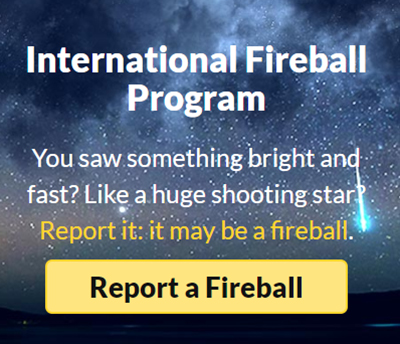 International Fireball
Program
You saw something bright and
fast? Like a huge shooting star?
Report it: it may be a fireball.
Report a Fireball